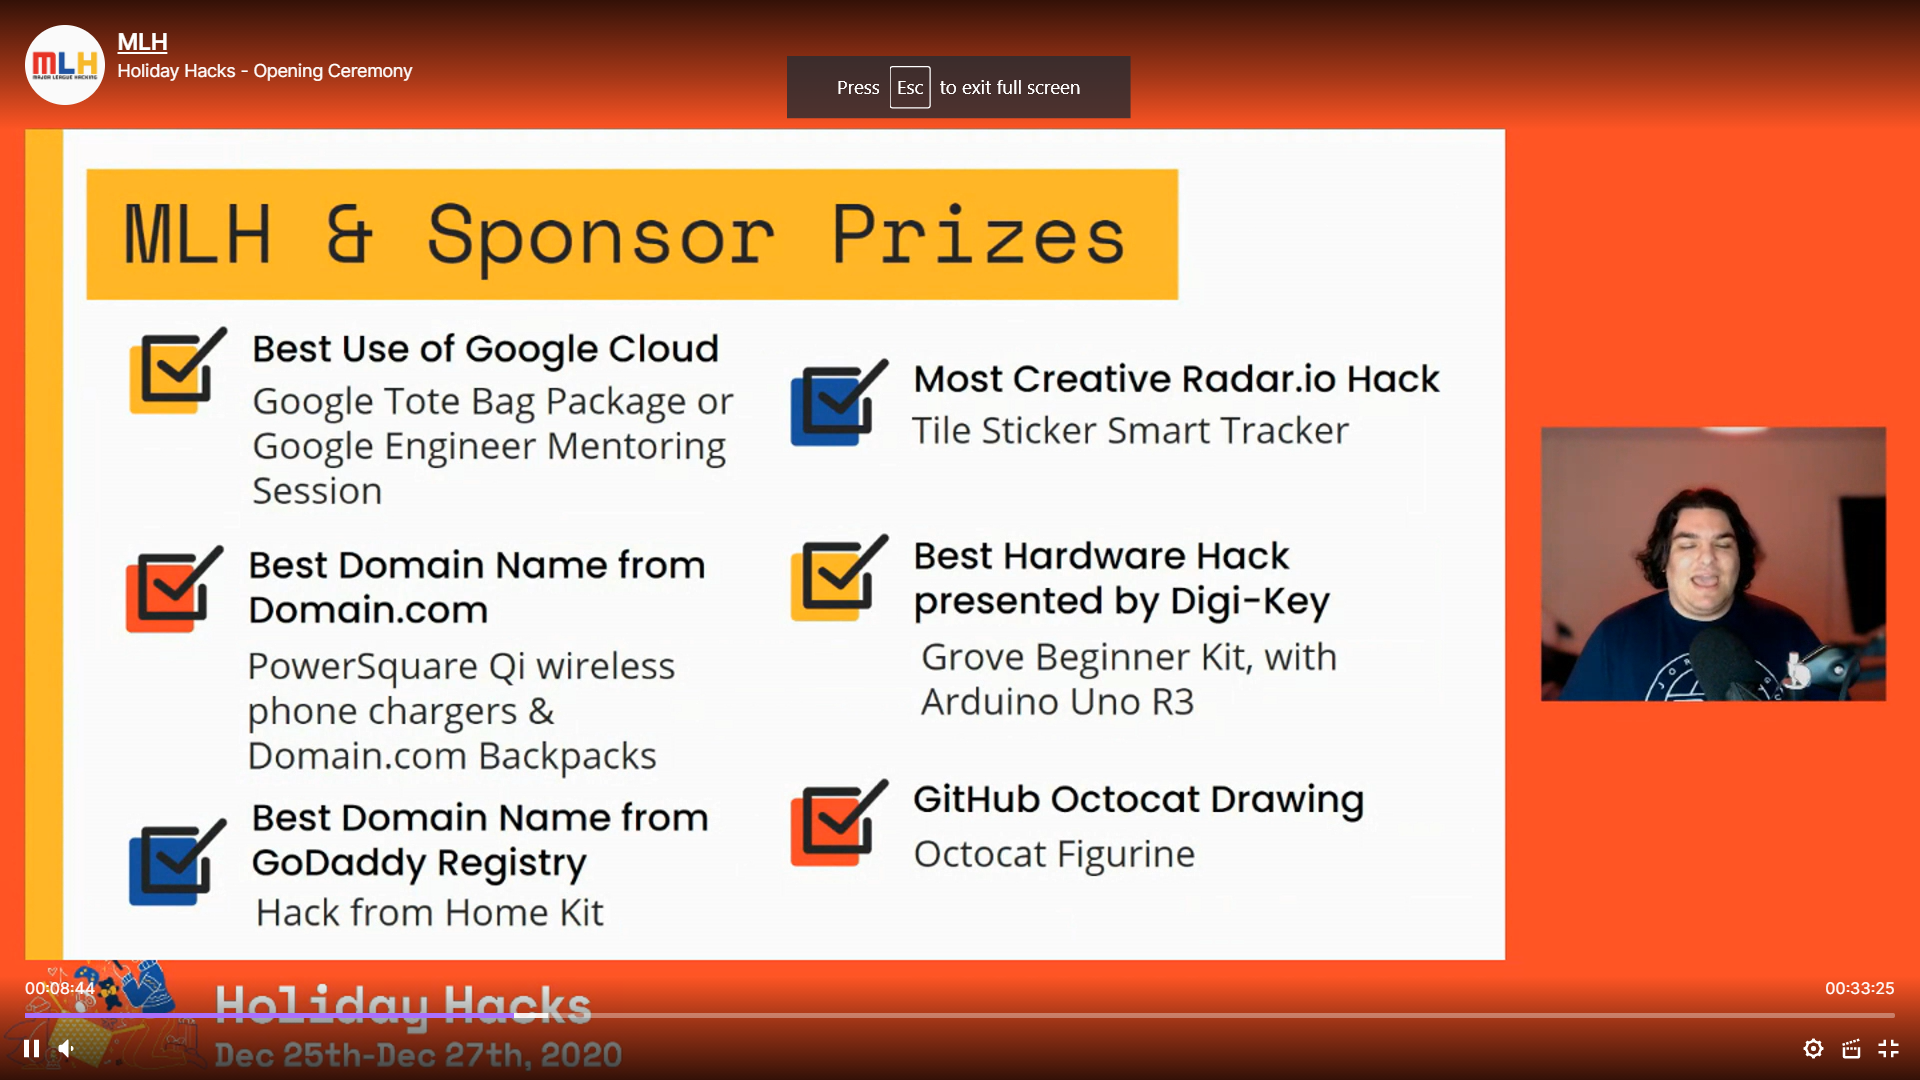 MLH
MAJOR LEAGUE HACKING
MLH
Holiday Hacks - Opening Ceremony
Press Esc to exit full screen
MLH & Sponsor Prizes
Best Use of Google Cloud
Google Tote Bag Package or
Google Engineer Mentoring
Session
Best Domain Name from
Domain.com
PowerSquare Qi wireless
phone chargers &
Domain.com Backpacks
Best Domain Name from
GoDaddy Registry
Hack from Home Kit
Most Creative Radar.io Hack
Tile Sticker Smart Tracker
Best Hardware Hack
presented by Digi-Key
Grove Beginner Kit, with
Arduino Uno R3
GitHub Octocat Drawing
Octocat Figurine
00:08:44
00:33:25
Holiday Hacks
Dec 25th-Dec 27th, 2020